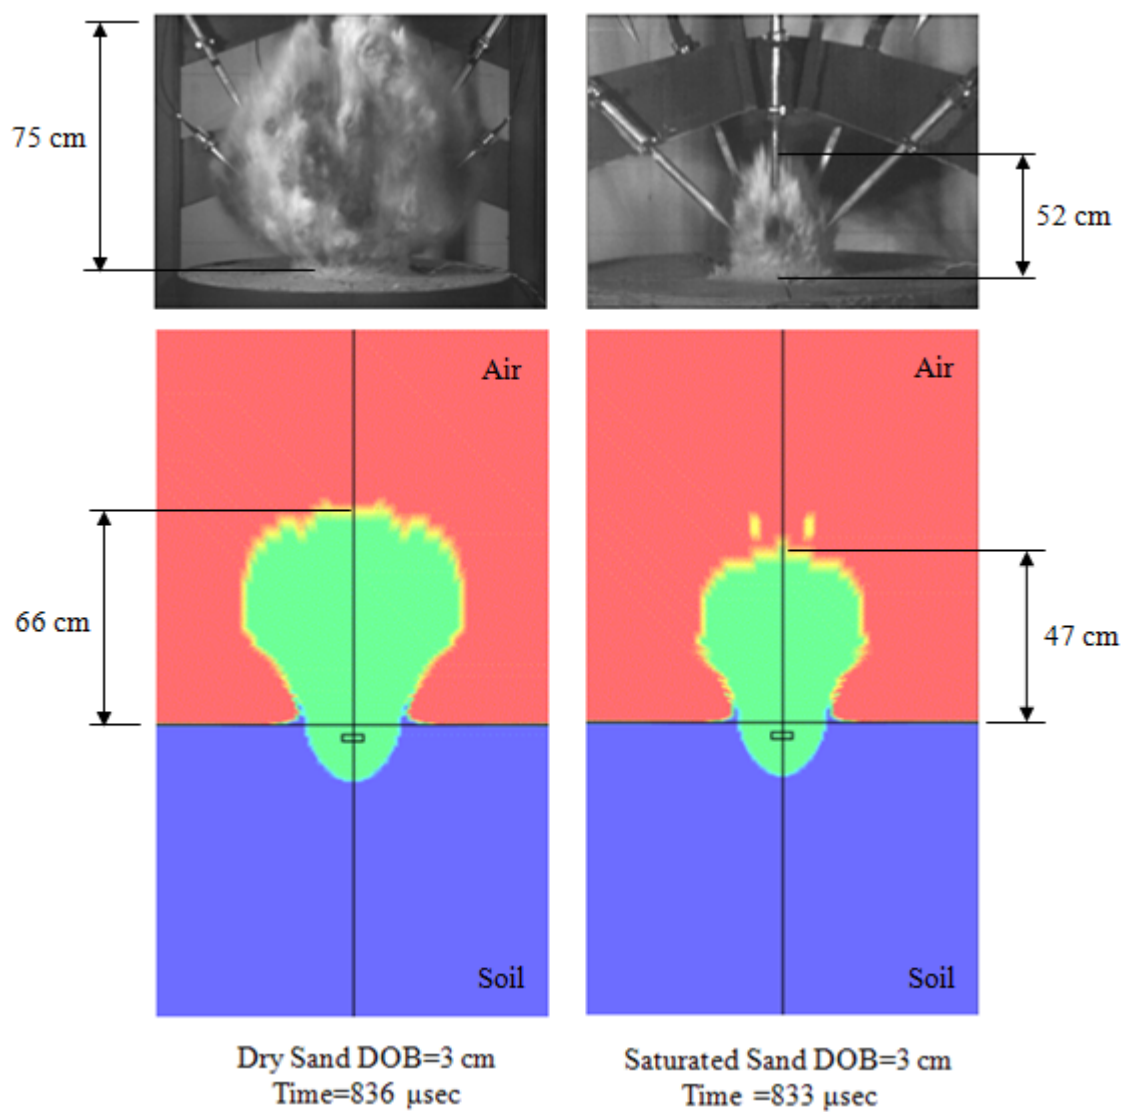 75 cm
52 cm
Air
Air
66 cm
47 cm
Soil
Soil
Dry Sand DOB=3 cm
Time=836 μsec
Saturated Sand DOB=3 cm
Time =833 μsec